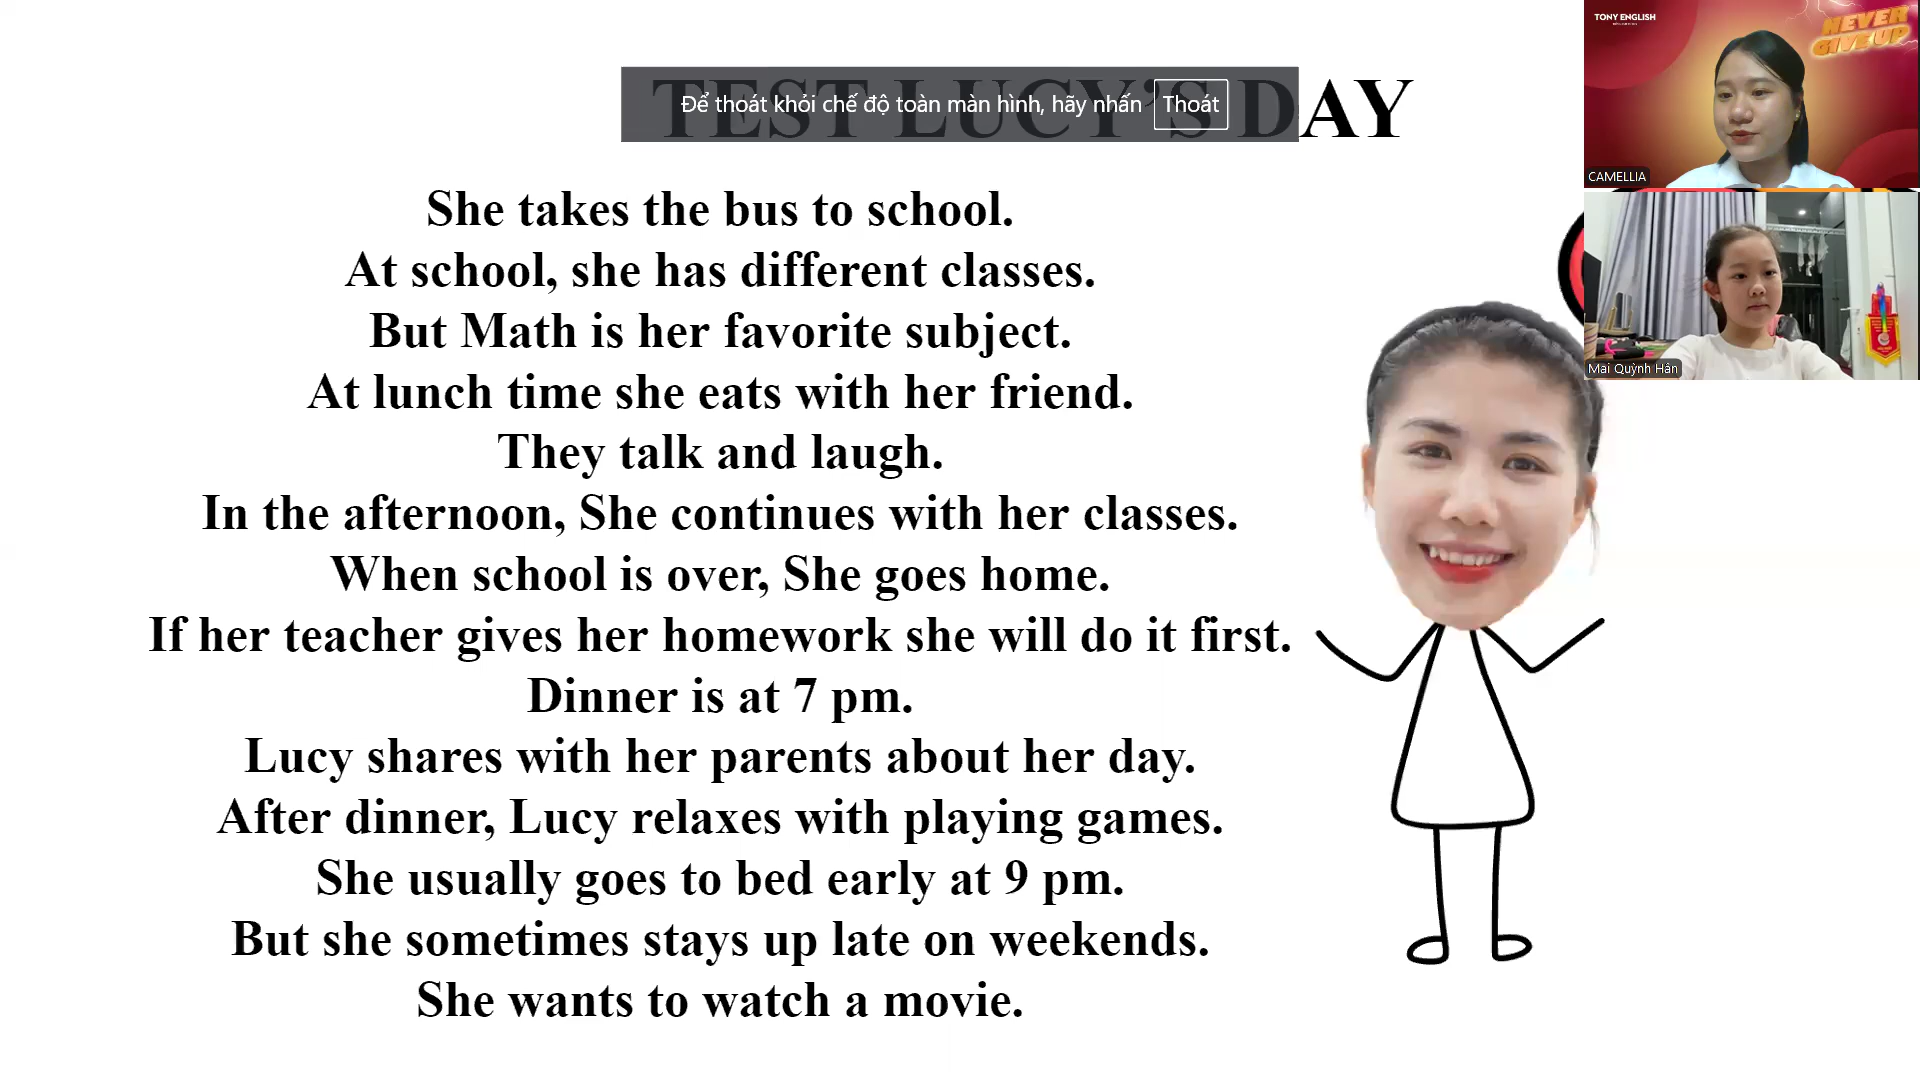 TEST LUCY'S DAY
Để thoát khỏi chế độ toàn màn hình, hãy nhấn Thoát
She takes the bus to school.
At school, she has different classes.
But Math is her favorite subject.
At lunch time she eats with her friend.
They talk and laugh.
In the afternoon, She continues with her classes.
When school is over, She goes home.
If her teacher gives her homework she will do it first.
Dinner is at 7 pm.
Lucy shares with her parents about her day.
After dinner, Lucy relaxes with playing games.
She usually goes to bed early at 9 pm.
But she sometimes stays up late on weekends.
She wants to watch a movie.
TONY ENGLISH
NEVER
GIVE UP
CAMELLIA
Mai Quỳnh Hân